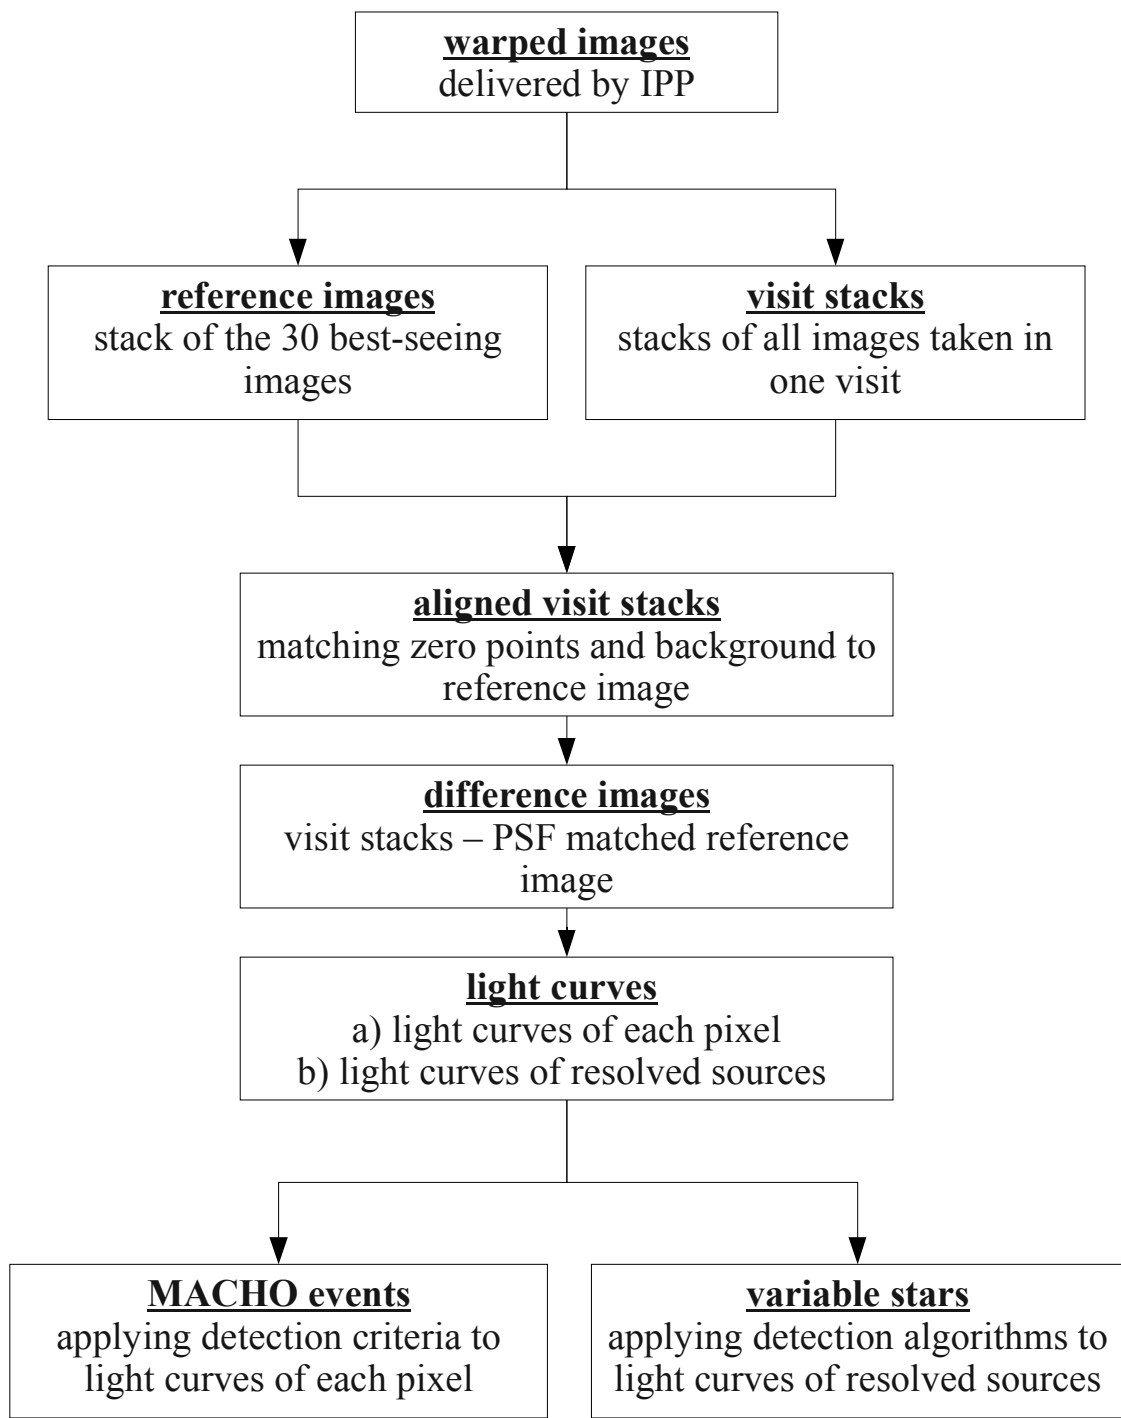 warped images
delivered by IPP
reference images
stack of the 30 best-seeing
images
visit stacks
stacks of all images taken in
one visit
aligned visit stacks
matching zero points and background to
reference image
difference images
visit stacks – PSF matched reference
image
light curves
a) light curves of each pixel
b) light curves of resolved sources
MACHO events
applying detection criteria to
light curves of each pixel
variable stars
applying detection algorithms to
light curves of resolved sources